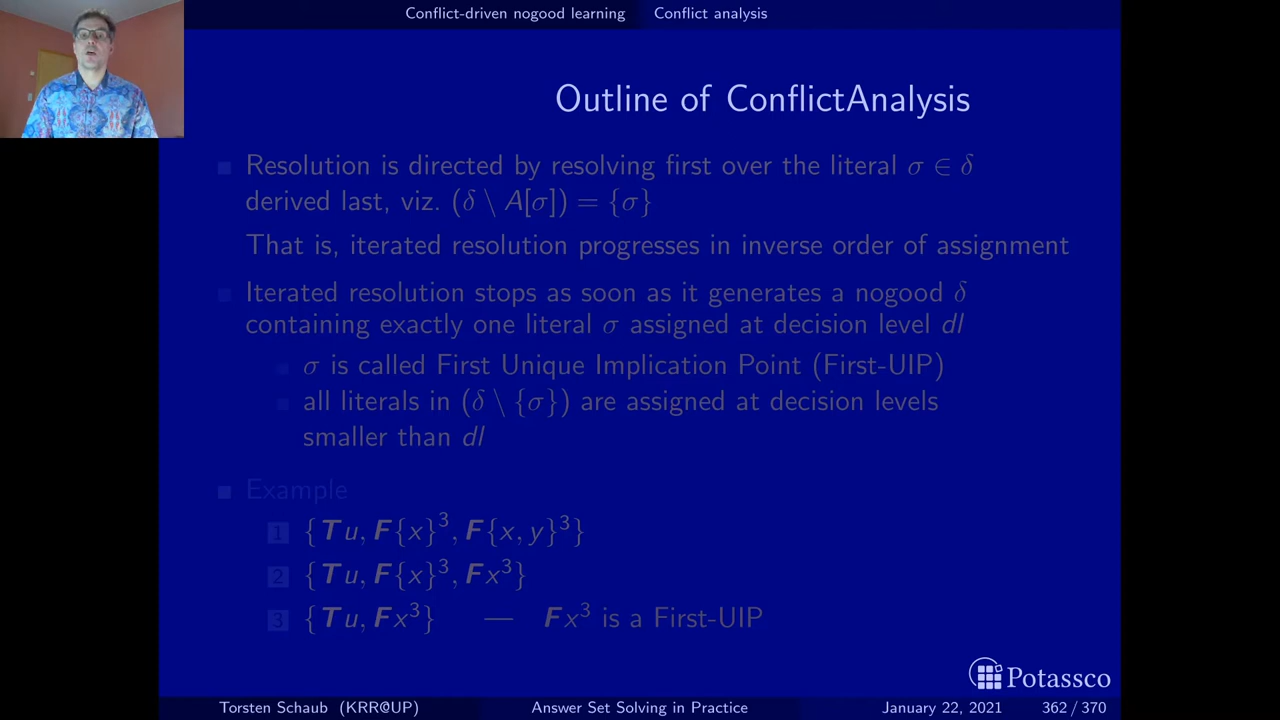 Conflict-driven nogood learning Conflict analysis
Outline of ConflictAnalysis
Resolution is directed by resolving first over the literal σ ∈ δ
derived last, viz. (δ \ A[σ]) = {σ}
That is, iterated resolution progresses in inverse order of assignment
Iterated resolution stops as soon as it generates a nogood δ
containing exactly one literal σ assigned at decision level dl
σ is called First Unique Implication Point (First-UIP)
all literals in (δ \ {σ}) are assigned at decision levels
smaller than dl
Example
1 {Tu, F{x}³, F{x, y}³}
2 {Tu, F{x}³, Fx³}
3 {Tu, Fx³} — Fx³ is a First-UIP
Potassco
Torsten Schaub (KRR@UP) Answer Set Solving in Practice January 22, 2021 362 / 370